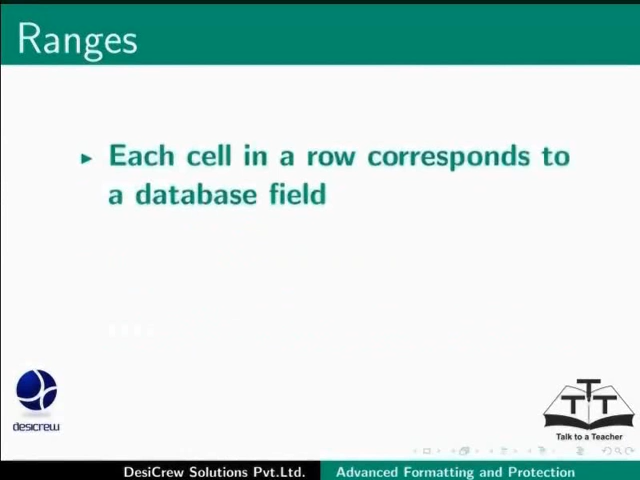 Ranges
Each cell in a row corresponds to
a database field
desicrew
TTT
Talk to a Teacher
DesiCrew Solutions Pvt.Ltd. Advanced Formatting and Protection